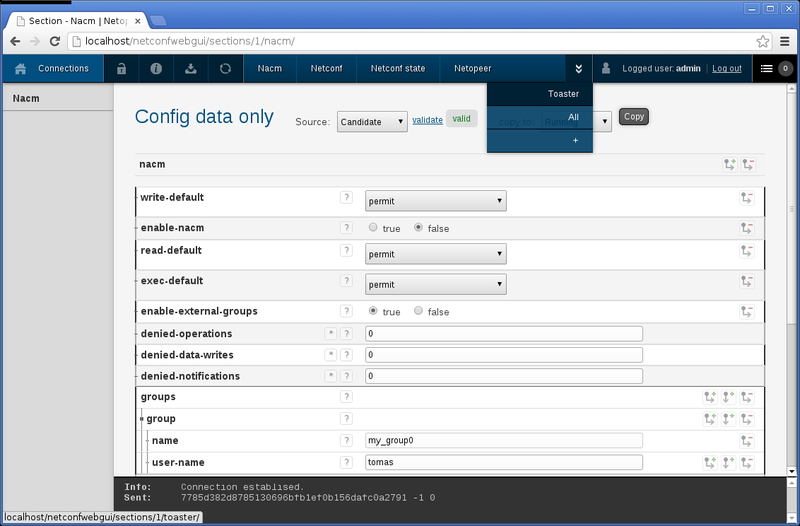 Section - Nacm | Netop
localhost/netconfwebgui/sections/1/nacm/
Connections Nacm Netconf Netconf state Netopeer Logged user: admin Log out 0
Toaster
All
+
Nacm
Config data only Source: Candidate validate valid copy to: Running Copy
nacm
write-default ? permit
enable-nacm ? true false
read-default ? permit
exec-default ? permit
enable-external-groups ? true false
denied-operations * ? 0
denied-data-writes * ? 0
denied-notifications * ? 0
groups ?
group ?
name ? my_group0
user-name ? tomas
Info: Connection establised.
Sent: 7785d382d8785130696bfb1ef0b156dafc0a2791 -1 0
localhost/netconfwebgui/sections/1/toaster/